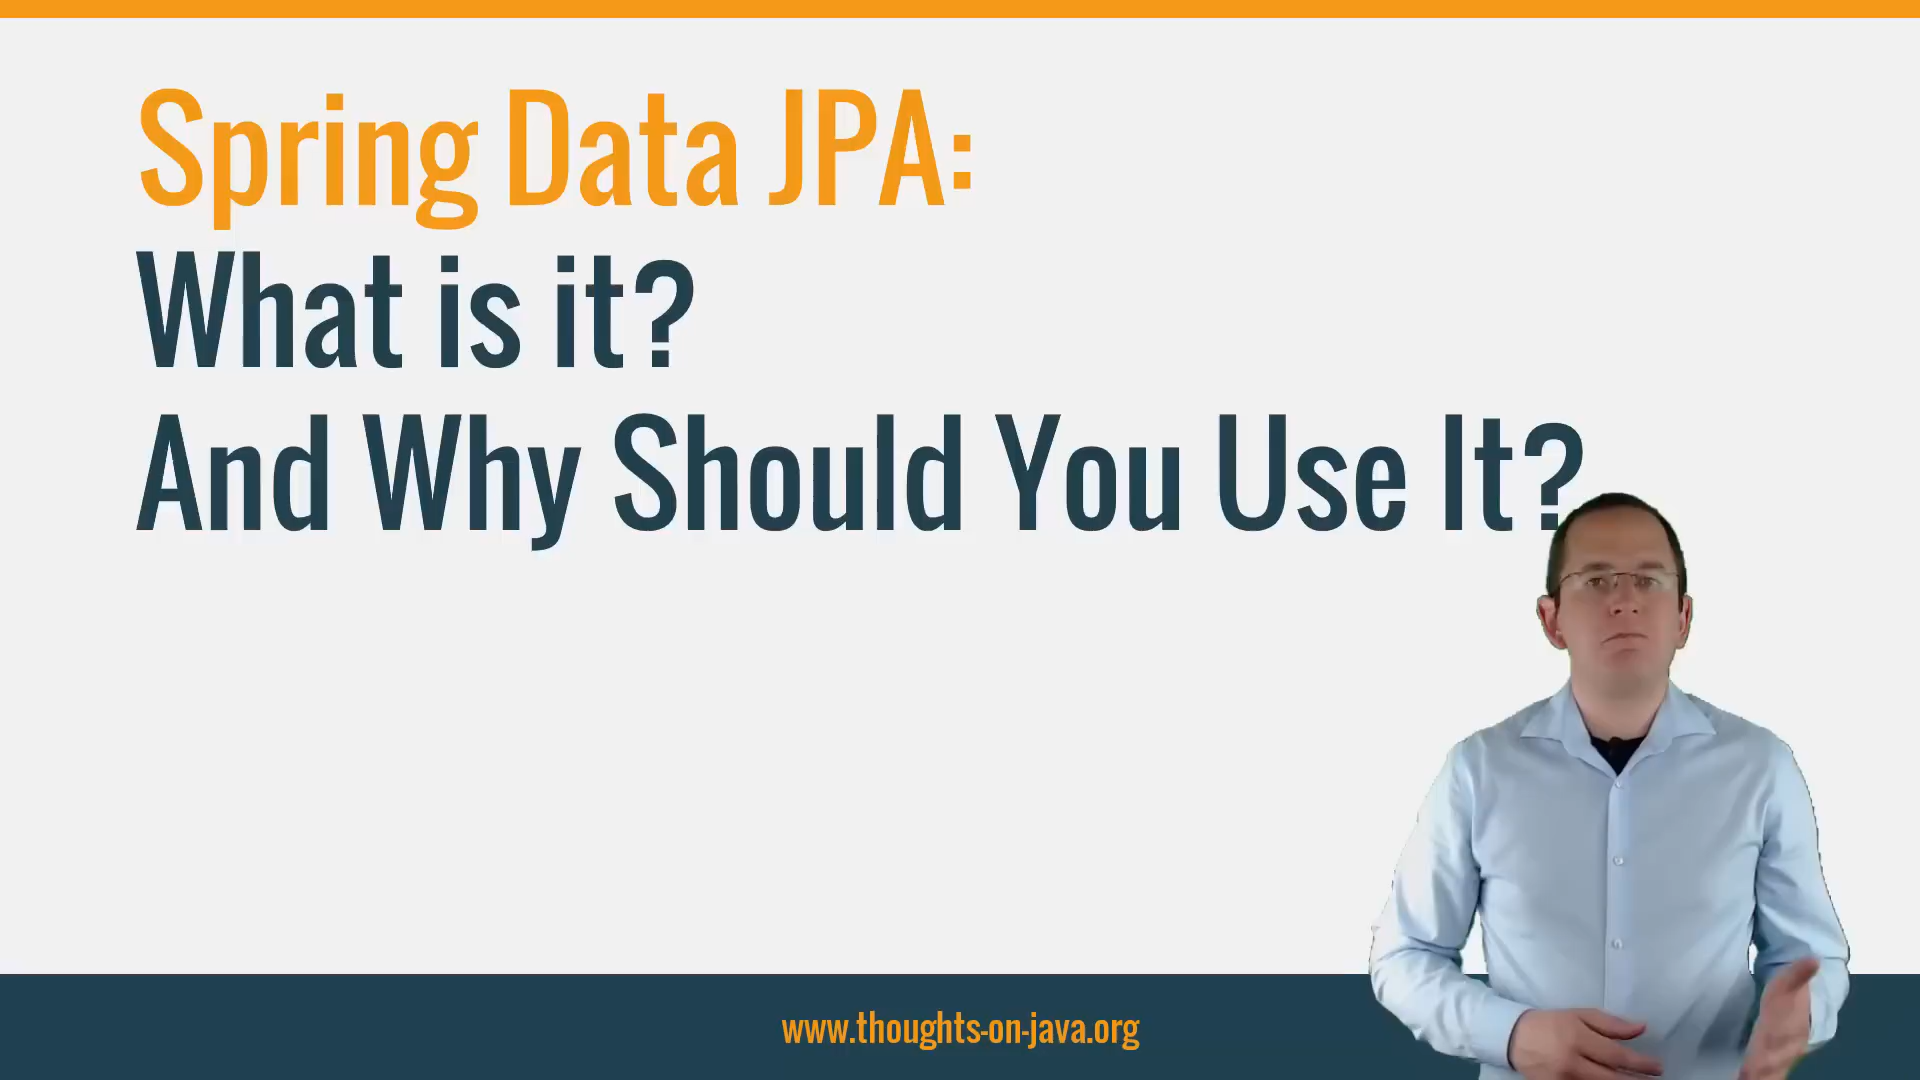 Spring Data JPA:
What is it?
And Why Should You Use It?
www.thoughts-on-java.org